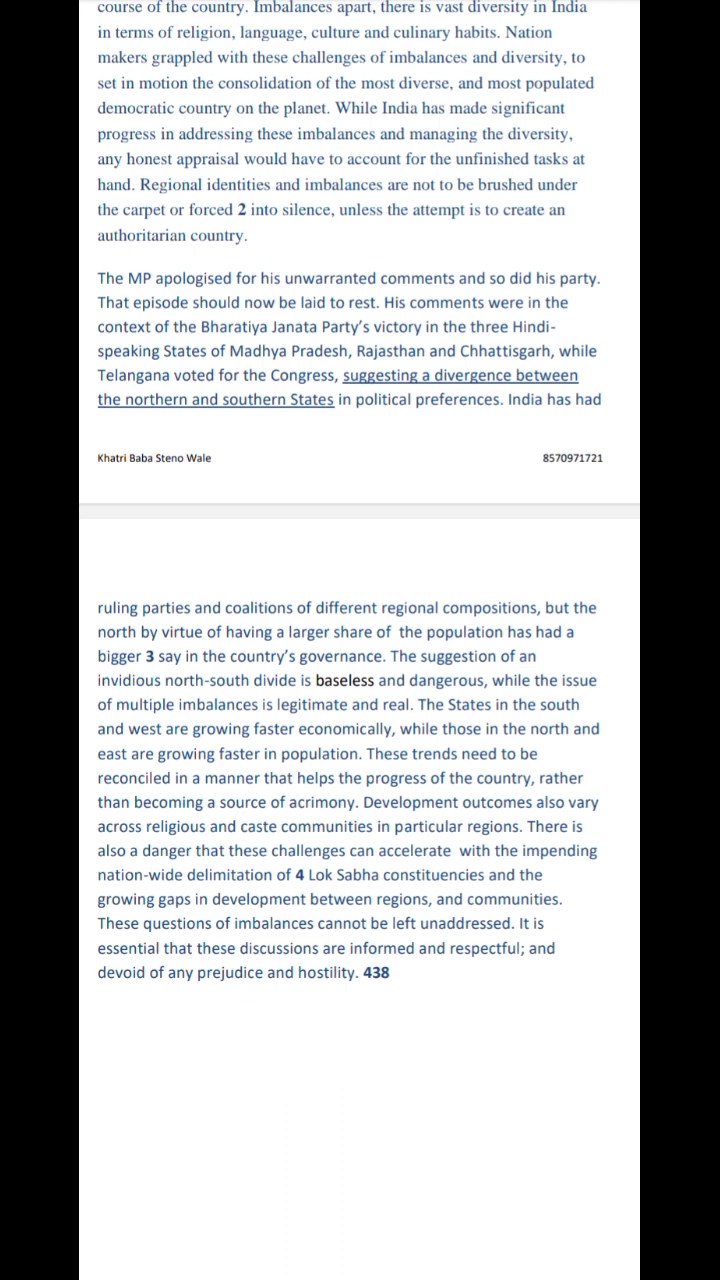 course of the country. Imbalances apart, there is vast diversity in India
in terms of religion, language, culture and culinary habits. Nation
makers grappled with these challenges of imbalances and diversity, to
set in motion the consolidation of the most diverse, and most populated
democratic country on the planet. While India has made significant
progress in addressing these imbalances and managing the diversity,
any honest appraisal would have to account for the unfinished tasks at
hand. Regional identities and imbalances are not to be brushed under
the carpet or forced 2 into silence, unless the attempt is to create an
authoritarian country.
The MP apologised for his unwarranted comments and so did his party.
That episode should now be laid to rest. His comments were in the
context of the Bharatiya Janata Party’s victory in the three Hindi-
speaking States of Madhya Pradesh, Rajasthan and Chhattisgarh, while
Telangana voted for the Congress, suggesting a divergence between
the northern and southern States in political preferences. India has had
Khatri Baba Steno Wale 8570971721
ruling parties and coalitions of different regional compositions, but the
north by virtue of having a larger share of the population has had a
bigger 3 say in the country’s governance. The suggestion of an
invidious north-south divide is baseless and dangerous, while the issue
of multiple imbalances is legitimate and real. The States in the south
and west are growing faster economically, while those in the north and
east are growing faster in population. These trends need to be
reconciled in a manner that helps the progress of the country, rather
than becoming a source of acrimony. Development outcomes also vary
across religious and caste communities in particular regions. There is
also a danger that these challenges can accelerate with the impending
nation-wide delimitation of 4 Lok Sabha constituencies and the
growing gaps in development between regions, and communities.
These questions of imbalances cannot be left unaddressed. It is
essential that these discussions are informed and respectful; and
devoid of any prejudice and hostility. 438